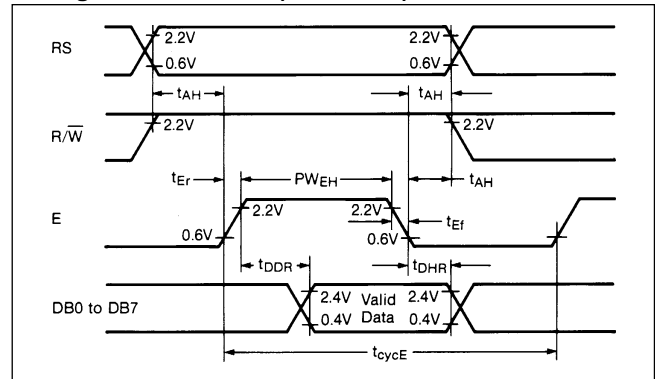 RS
2.2V
2.2V
0.6V
0.6V
tAH
tAH
R/W̅
2.2V
2.2V
tEr
PWEH
tAH
E
2.2V
2.2V
tEf
0.6V
0.6V
tDDR
tDHR
DB0 to DB7
2.4V Valid 2.4V
0.4V Data 0.4V
tcycE